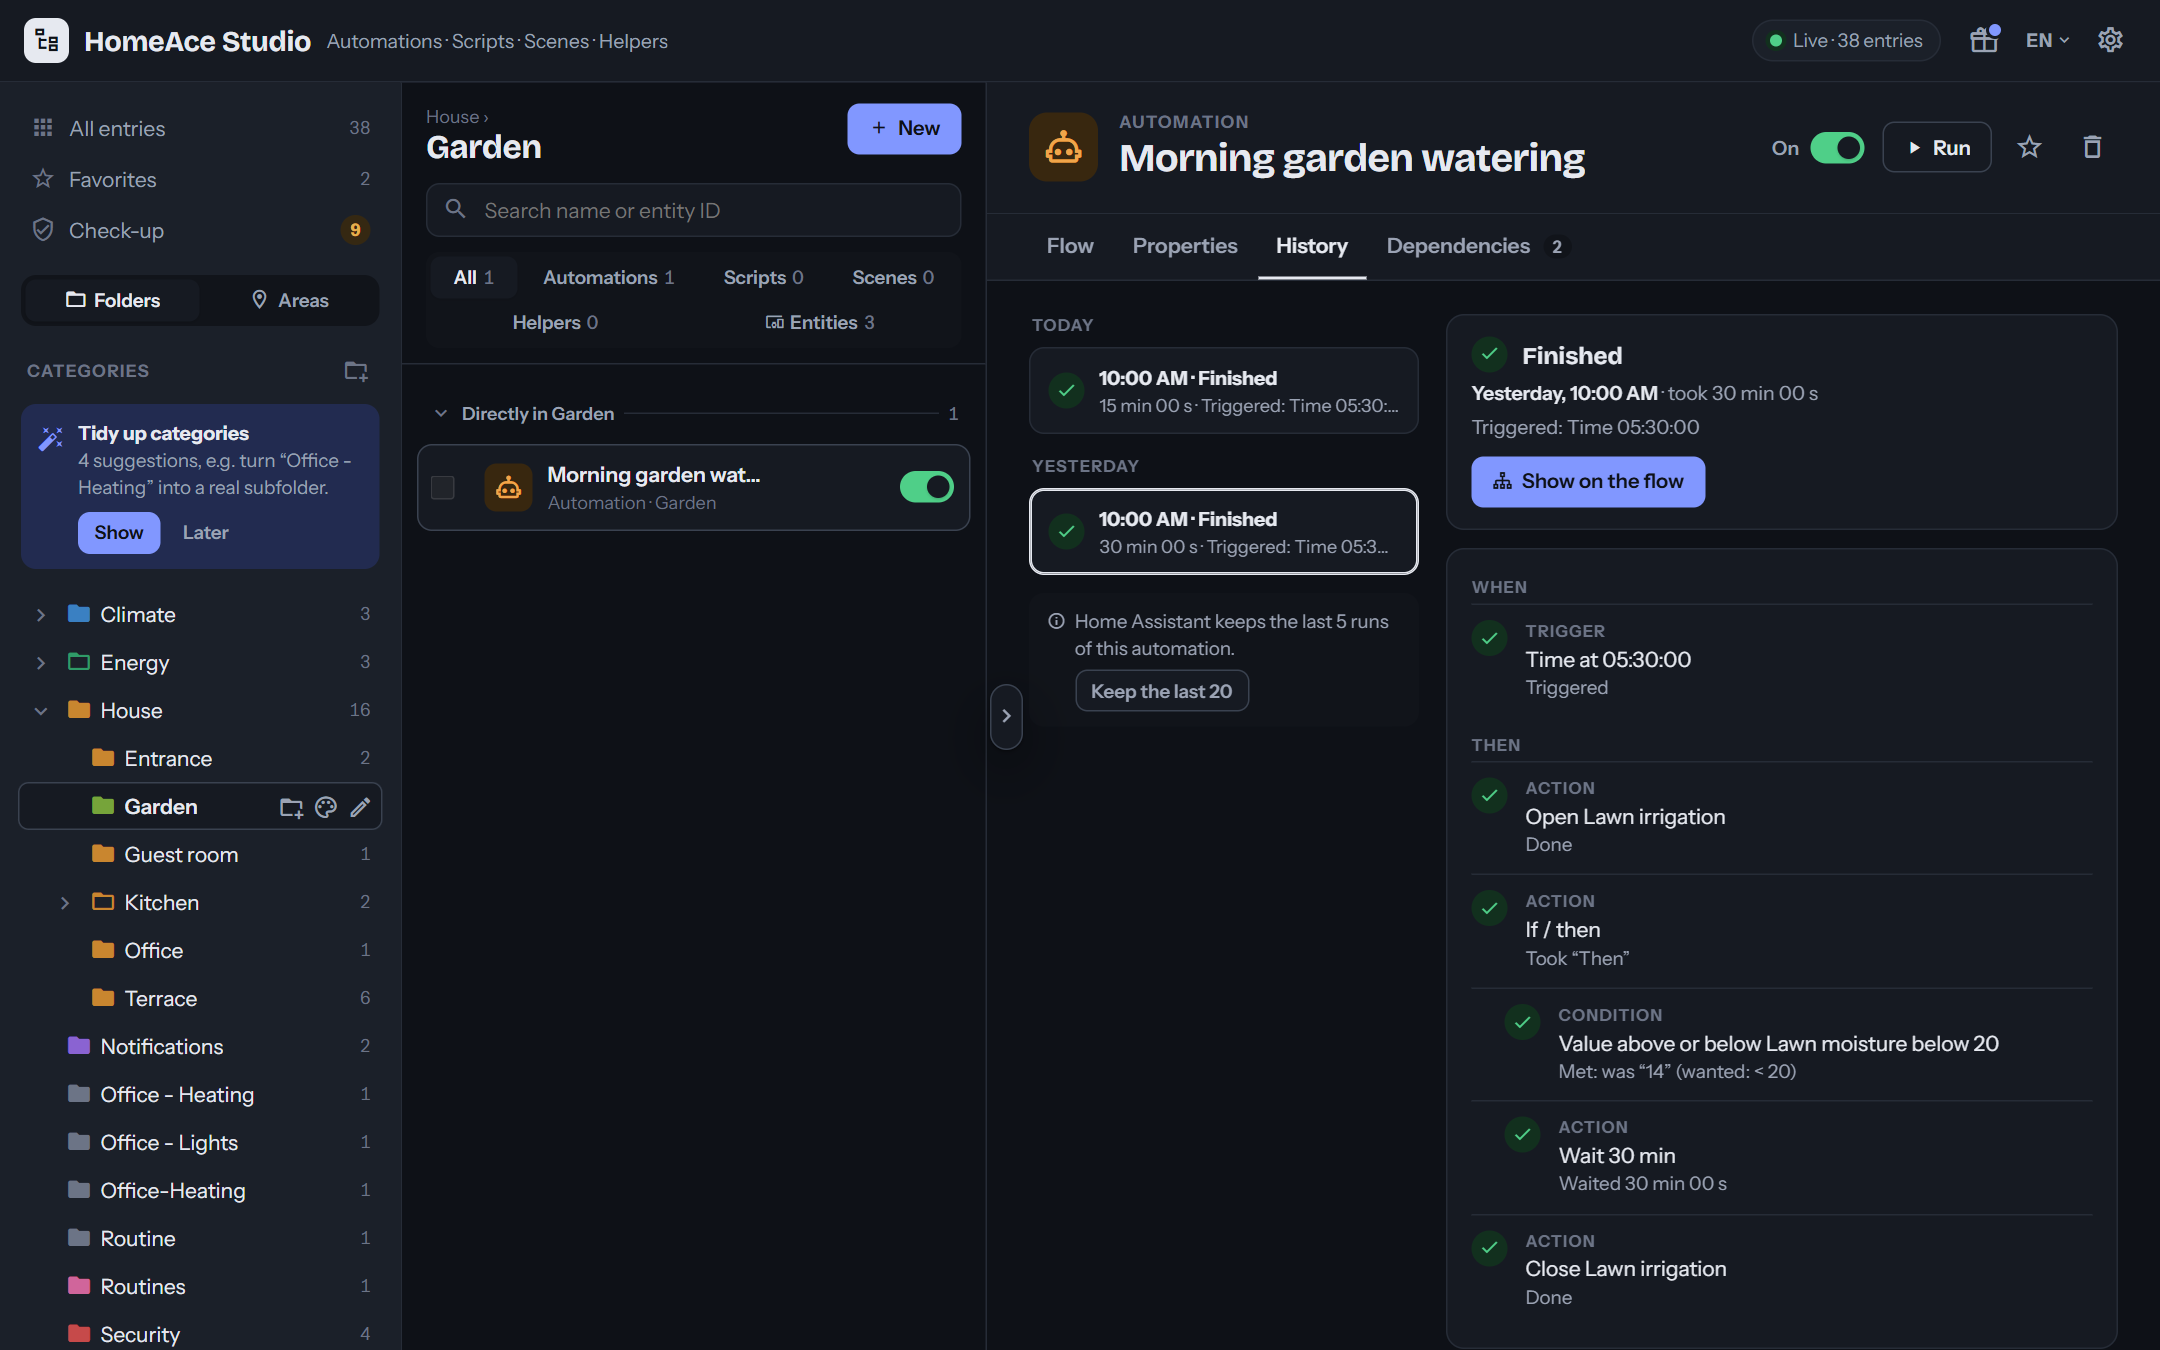 HomeAce Studio
Automations · Scripts · Scenes · Helpers
Live · 38 entries
EN
All entries 38
Favorites 2
Check-up 9
Folders
Areas
CATEGORIES
Tidy up categories
4 suggestions, e.g. turn “Office -
Heating” into a real subfolder.
Show
Later
Climate 3
Energy 3
House 16
Entrance 2
Garden
Guest room 1
Kitchen 2
Office 1
Terrace 6
Notifications 2
Office - Heating 1
Office - Lights 1
Office-Heating 1
Routine 1
Routines 1
Security 4
House ›
Garden
+ New
Search name or entity ID
All 1
Automations 1
Scripts 0
Scenes 0
Helpers 0
Entities 3
Directly in Garden 1
Morning garden wat...
Automation · Garden
AUTOMATION
Morning garden watering
On
Run
Flow
Properties
History
Dependencies 2
TODAY
10:00 AM · Finished
15 min 00 s · Triggered: Time 05:30:...
YESTERDAY
10:00 AM · Finished
30 min 00 s · Triggered: Time 05:3...
Home Assistant keeps the last 5 runs
of this automation.
Keep the last 20
Finished
Yesterday, 10:00 AM · took 30 min 00 s
Triggered: Time 05:30:00
Show on the flow
WHEN
TRIGGER
Time at 05:30:00
Triggered
THEN
ACTION
Open Lawn irrigation
Done
ACTION
If / then
Took “Then”
CONDITION
Value above or below Lawn moisture below 20
Met: was “14” (wanted: < 20)
ACTION
Wait 30 min
Waited 30 min 00 s
ACTION
Close Lawn irrigation
Done